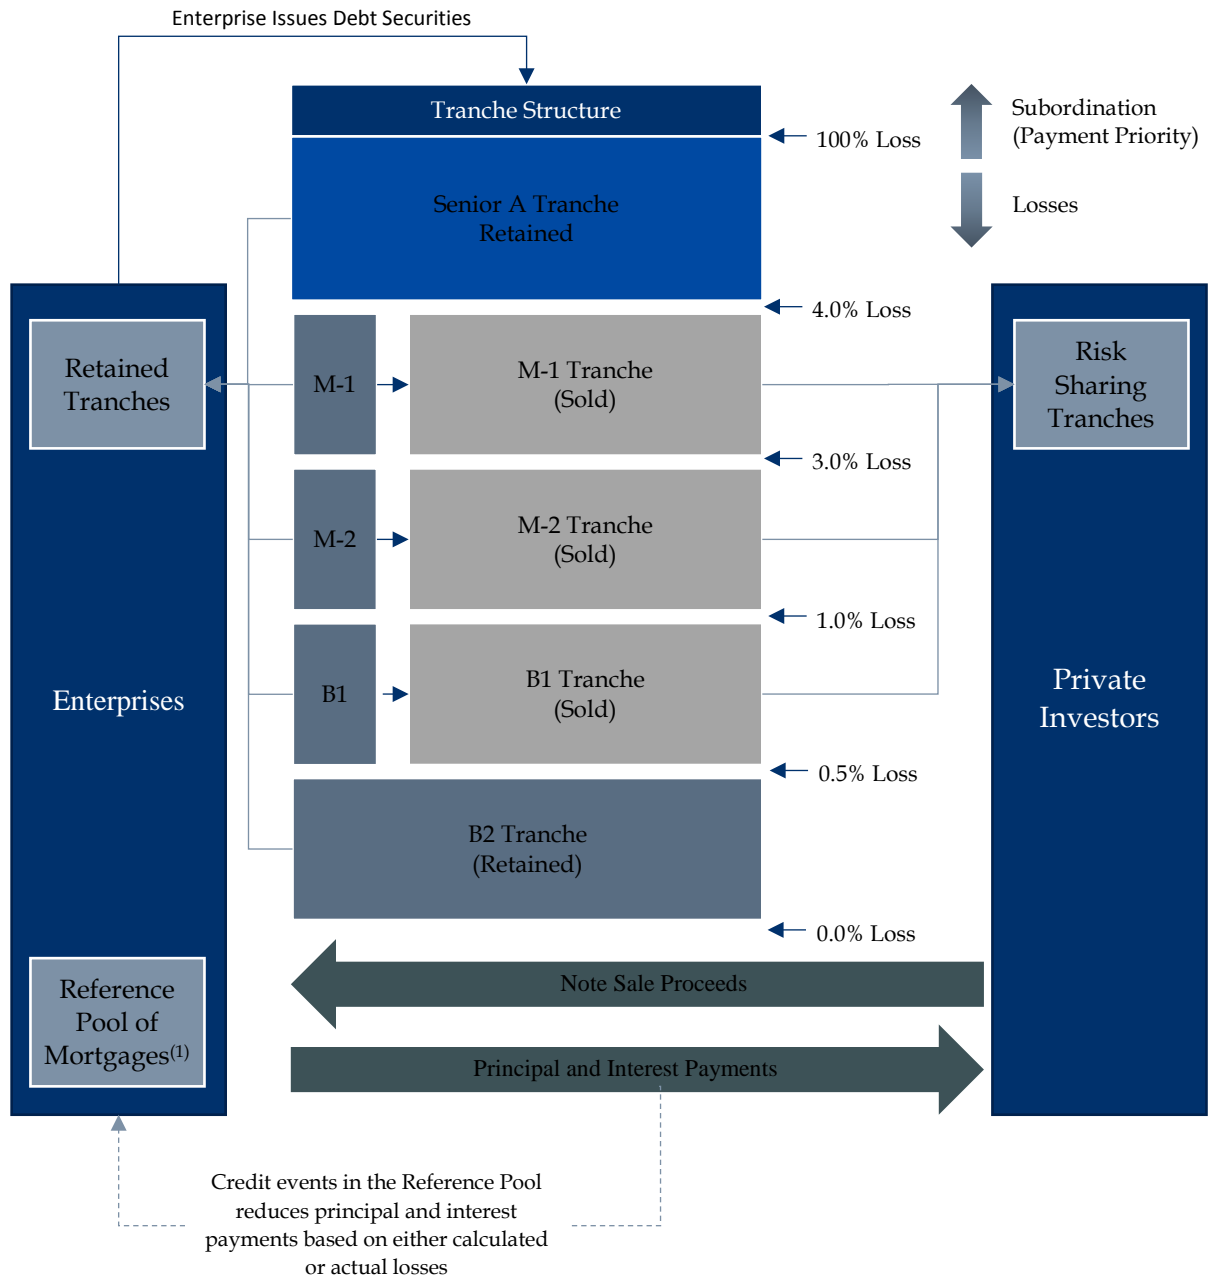 Enterprise Issues Debt Securities
Tranche Structure
100% Loss
Subordination
(Payment Priority)
Losses
Senior A Tranche
Retained
4.0% Loss
Retained
Tranches
M-1
M-1 Tranche
(Sold)
Risk
Sharing
Tranches
3.0% Loss
M-2
M-2 Tranche
(Sold)
1.0% Loss
Enterprises
B1
B1 Tranche
(Sold)
Private
Investors
0.5% Loss
B2 Tranche
(Retained)
0.0% Loss
Reference
Pool of
Mortgages(1)
Note Sale Proceeds
Principal and Interest Payments
Credit events in the Reference Pool
reduces principal and interest
payments based on either calculated
or actual losses